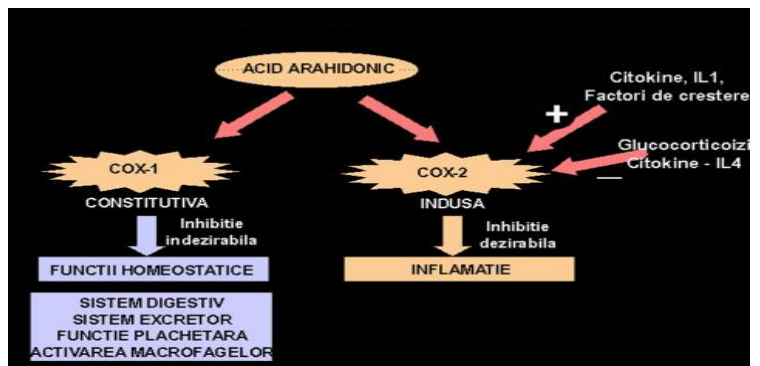 ACID ARAHIDONIC
Citokine, IL1,
Factori de crestere
+
Glucocorticoizi
Citokine - IL4
—
COX-1
COX-2
CONSTITUTIVA
INDUSA
Inhibitie
indezirabila
Inhibitie
dezirabila
FUNCTII HOMEOSTATICE
INFLAMATIE
SISTEM DIGESTIV
SISTEM EXCRETOR
FUNCTIE PLACHETARA
ACTIVAREA MACROFAGELOR